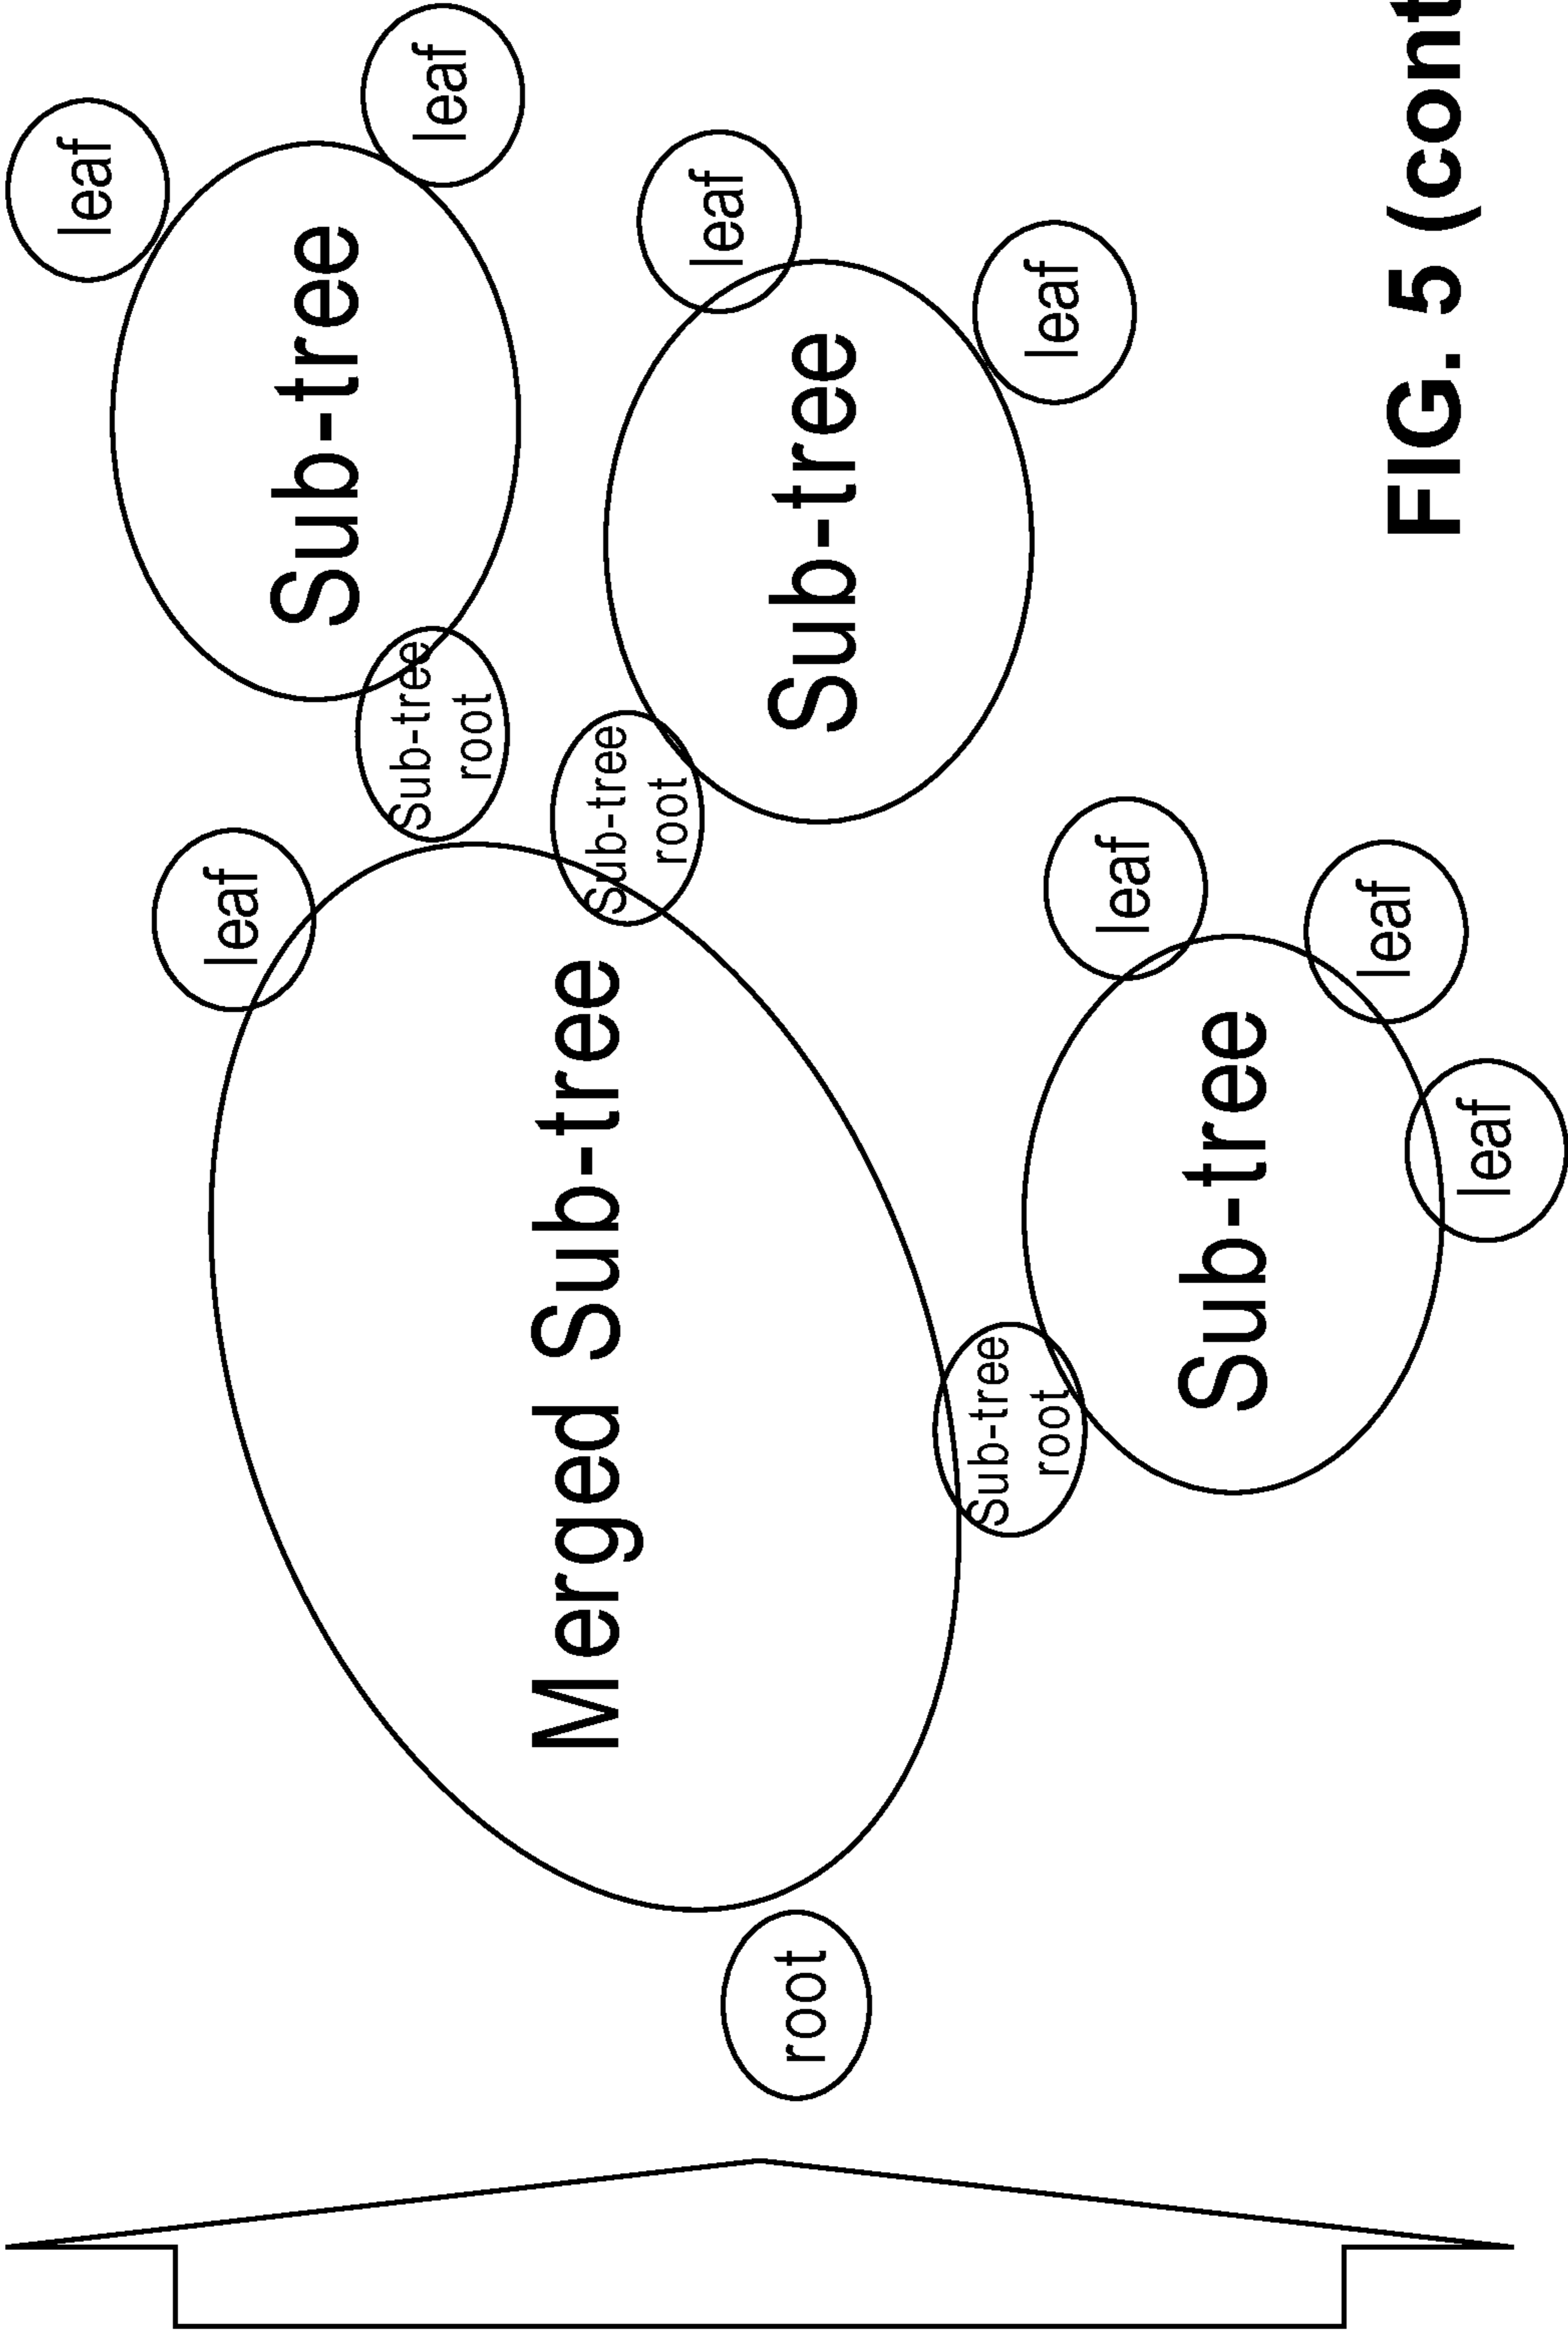 leaf
leaf
Sub-tree
Sub-tree
root
leaf
Merged Sub-tree
Sub-tree
root
leaf
root
Sub-tree
Sub-tree
root
leaf
leaf
Sub-tree
leaf
leaf
FIG. 5 (cont